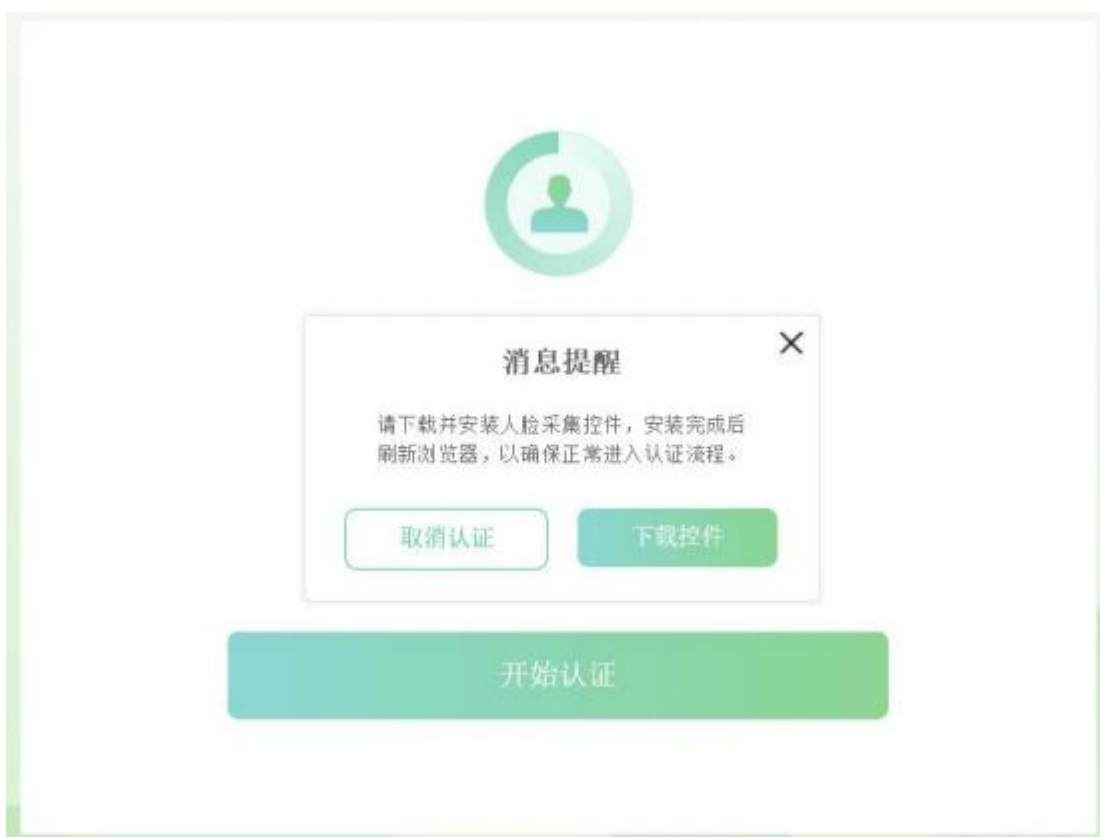 消息提醒
请下载并安装人脸采集控件，安装完成后
刷新浏览器，以确保正常进入认证流程。
取消认证
下载控件
开始认证